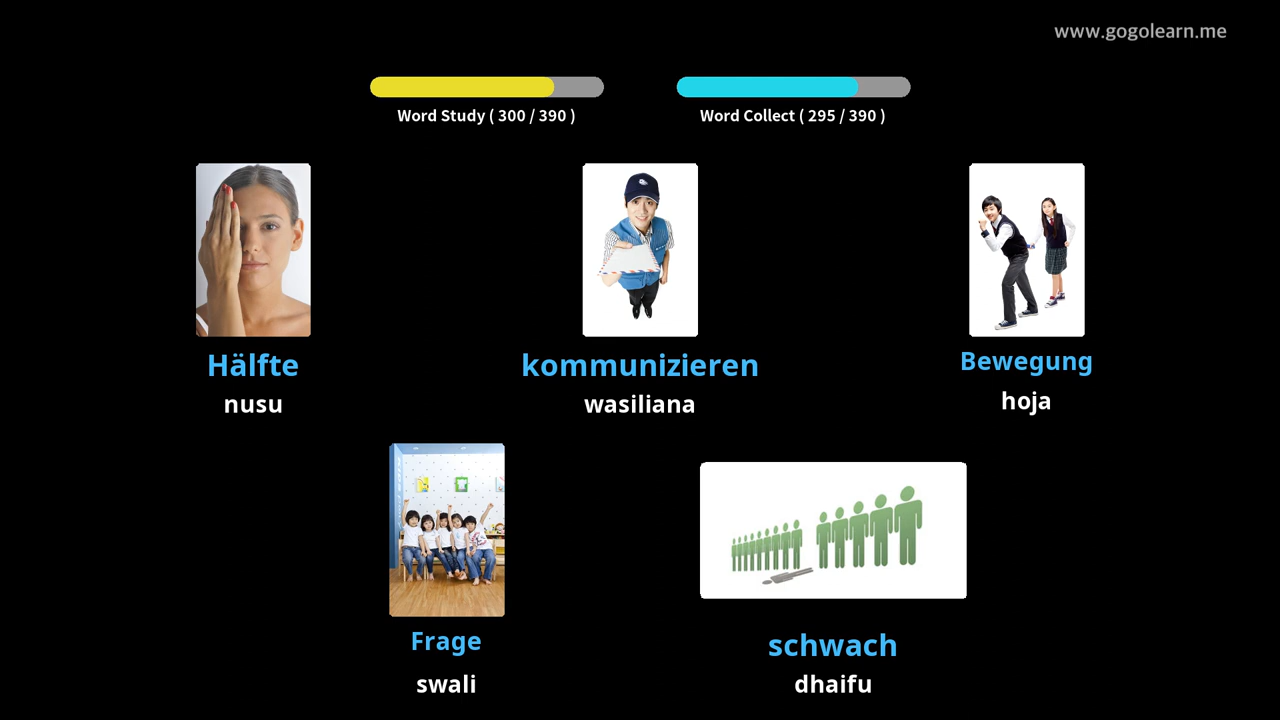 www.gogolearn.me
Word Study ( 300 / 390 )
Word Collect ( 295 / 390 )
Hälfte
nusu
kommunizieren
wasiliana
Bewegung
hoja
Frage
swali
schwach
dhaifu